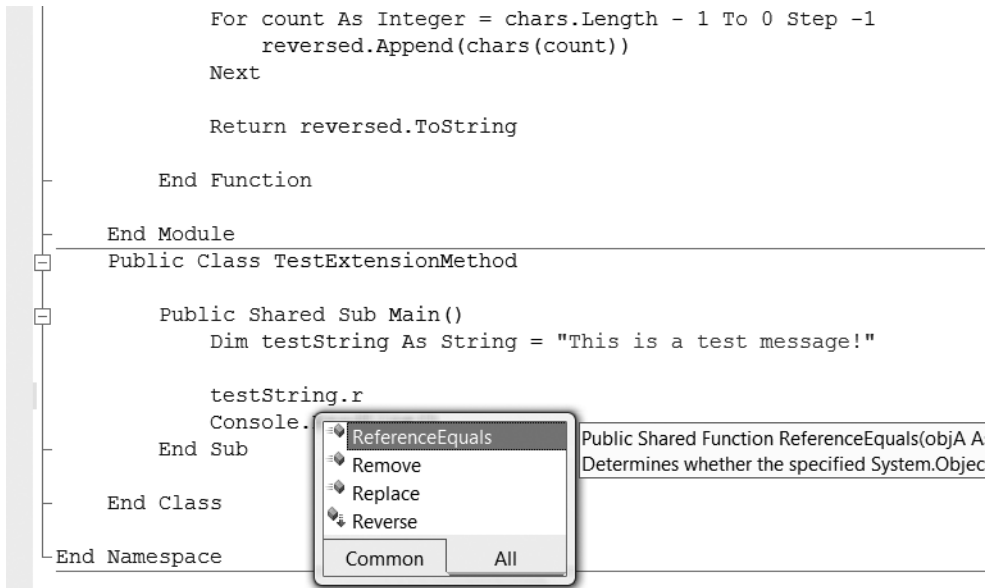 For count As Integer = chars.Length - 1 To 0 Step -1
reversed.Append(chars(count))
Next
Return reversed.ToString
End Function
End Module
Public Class TestExtensionMethod
Public Shared Sub Main()
Dim testString As String = "This is a test message!"
testString.r
Console.
End Sub
End Class
End Namespace
ReferenceEquals
Remove
Replace
Reverse
Common All
Public Shared Function ReferenceEquals(objA As
Determines whether the specified System.Objec